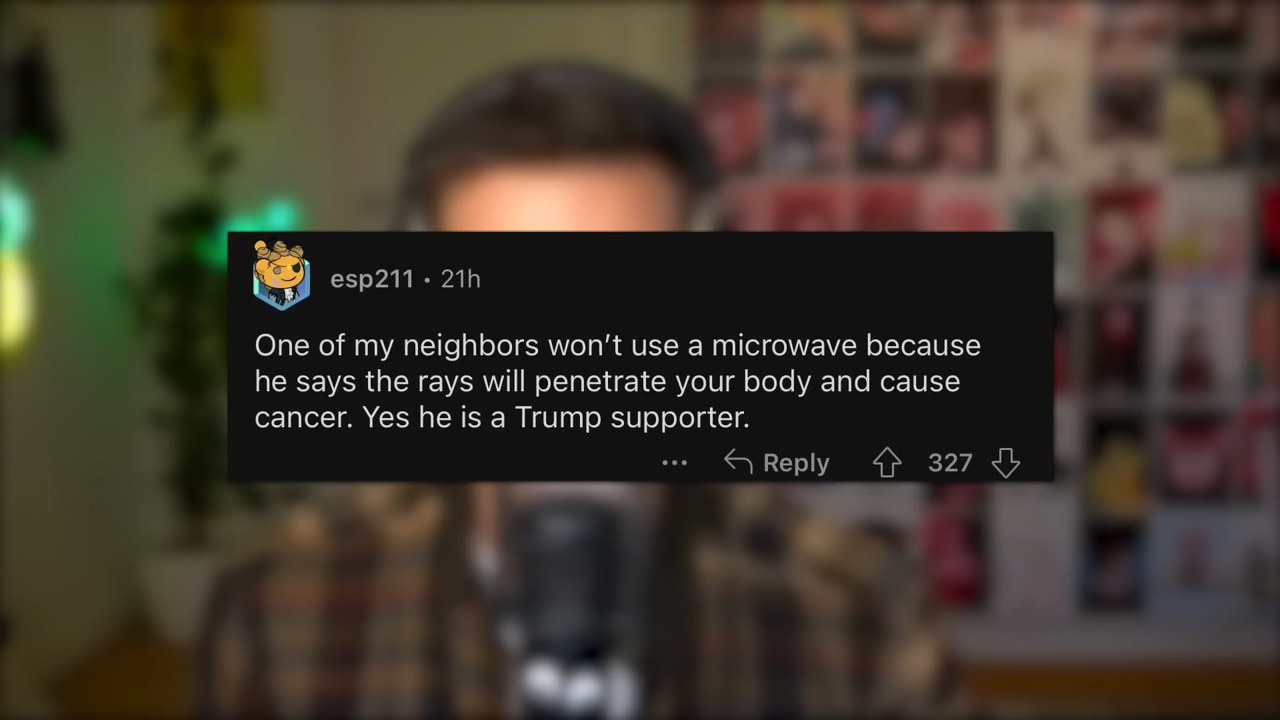 esp211 · 21h
One of my neighbors won’t use a microwave because
he says the rays will penetrate your body and cause
cancer. Yes he is a Trump supporter.
... Reply 327